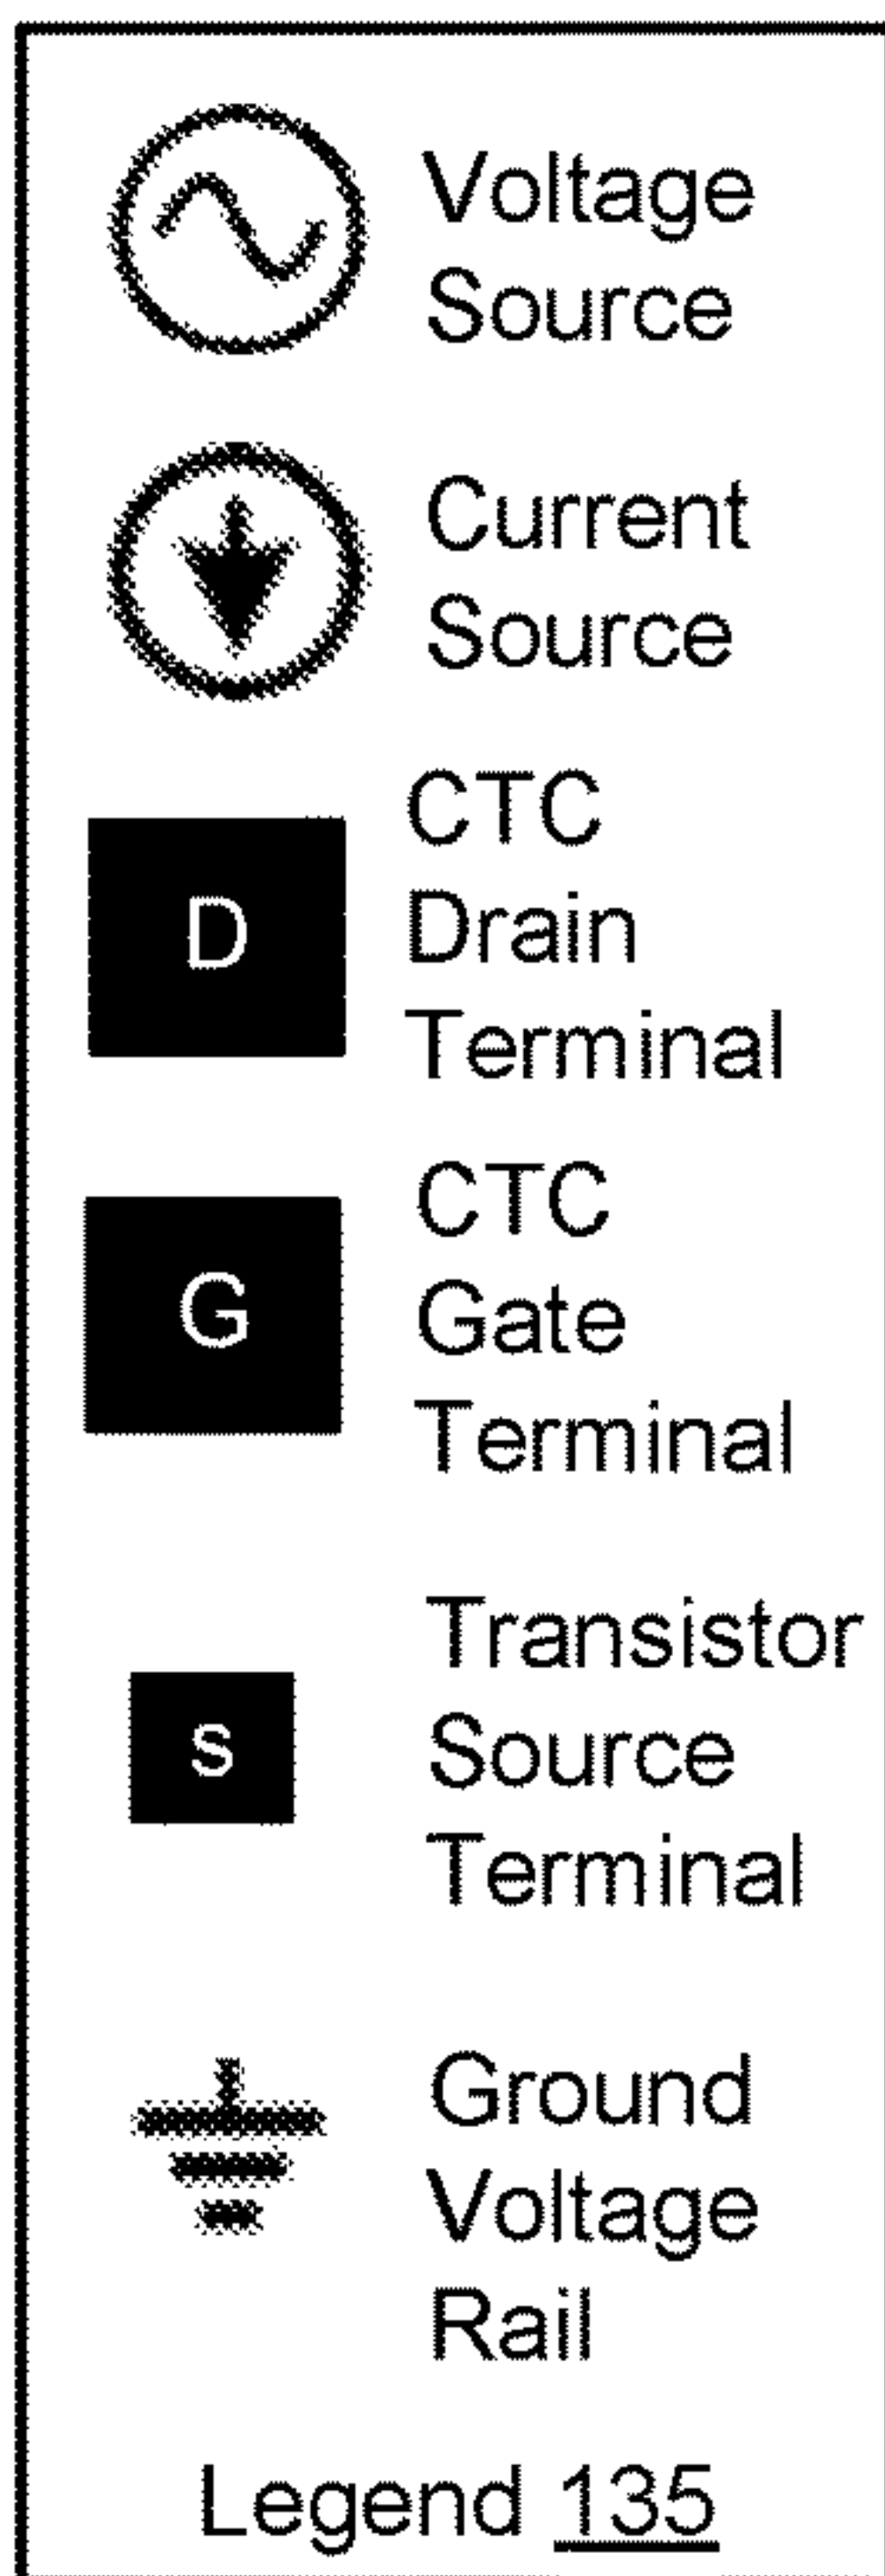 Voltage
Source
Current
Source
D
CTC
Drain
Terminal
G
CTC
Gate
Terminal
s
Transistor
Source
Terminal
Ground
Voltage
Rail
Legend 135